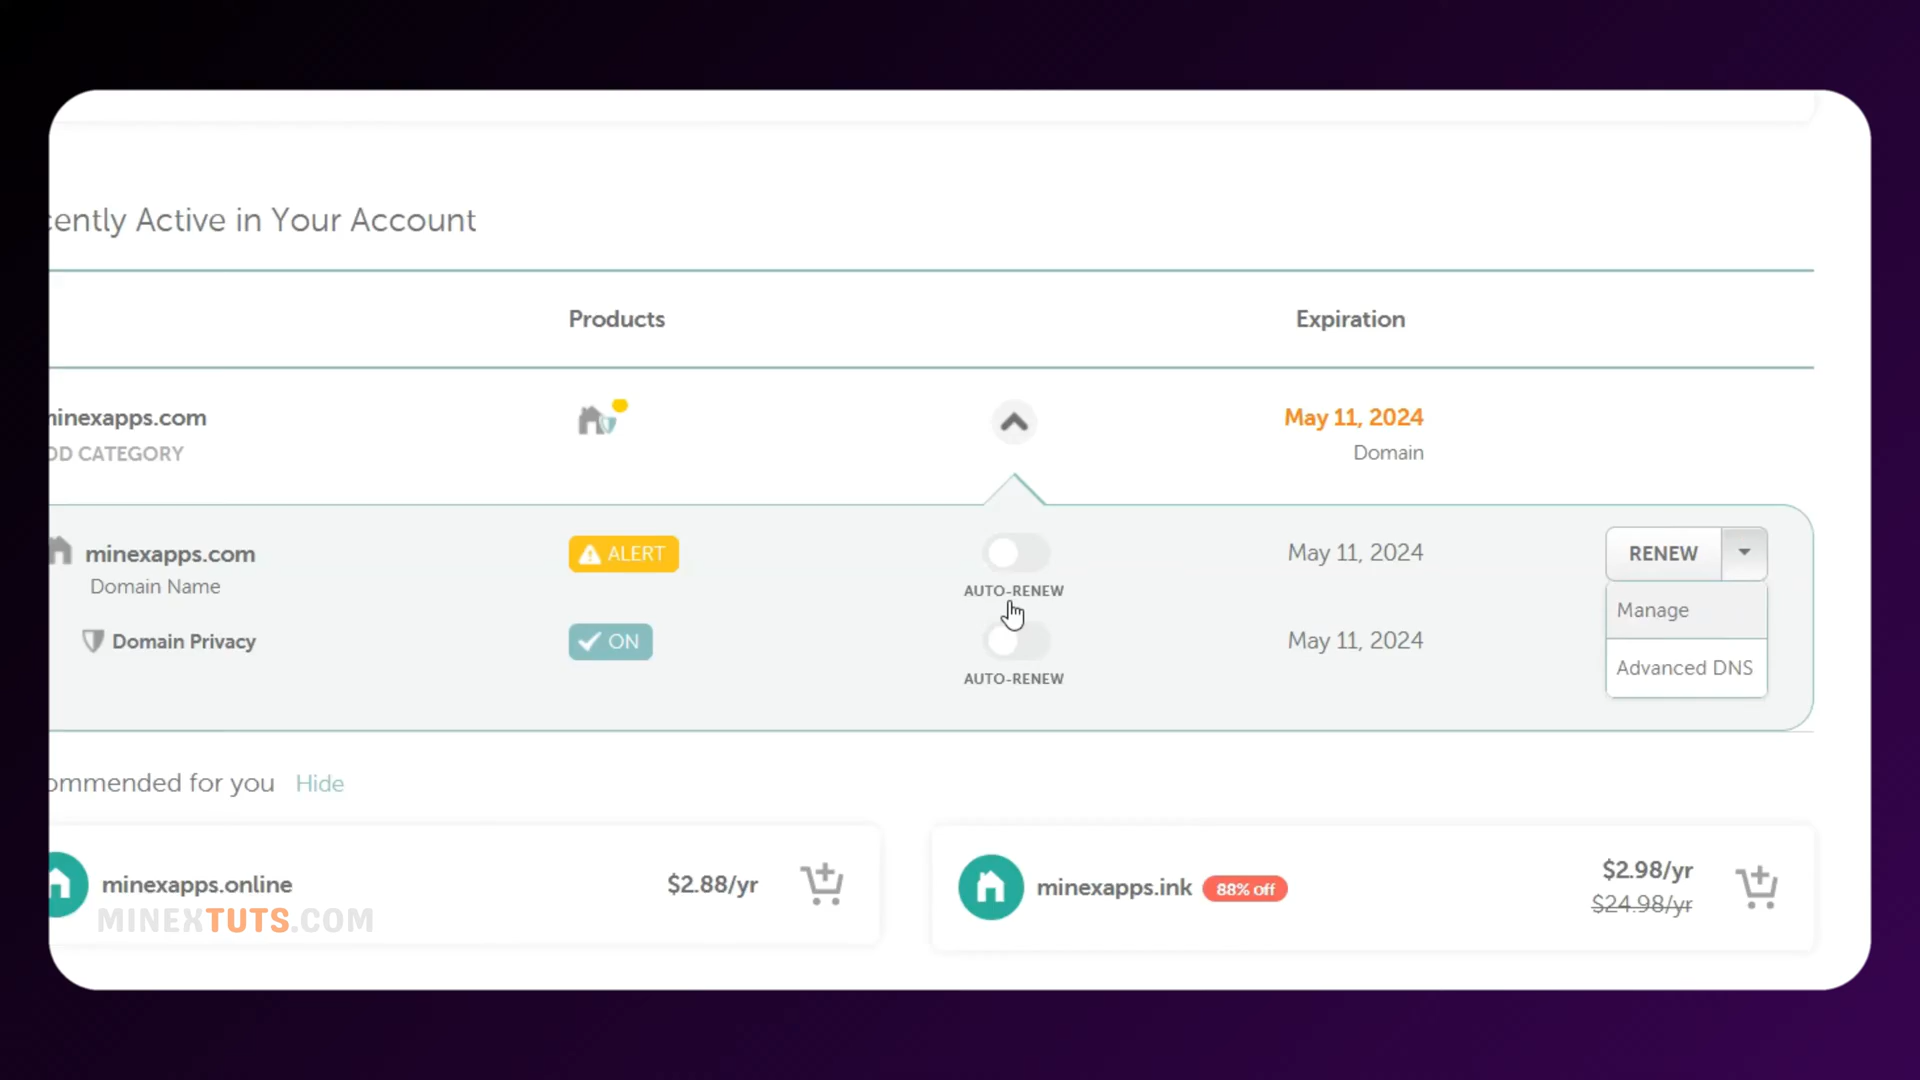 cently Active in Your Account
Products
Expiration
minexapps.com
May 11, 2024
DD CATEGORY
Domain
minexapps.com
ALERT
May 11, 2024
RENEW
Domain Name
AUTO-RENEW
Manage
Domain Privacy
ON
May 11, 2024
Advanced DNS
AUTO-RENEW
ommended for you Hide
minexapps.online
$2.88/yr
minexapps.ink
88% off
$2.98/yr
$24.98/yr
MINEXTUTS.COM